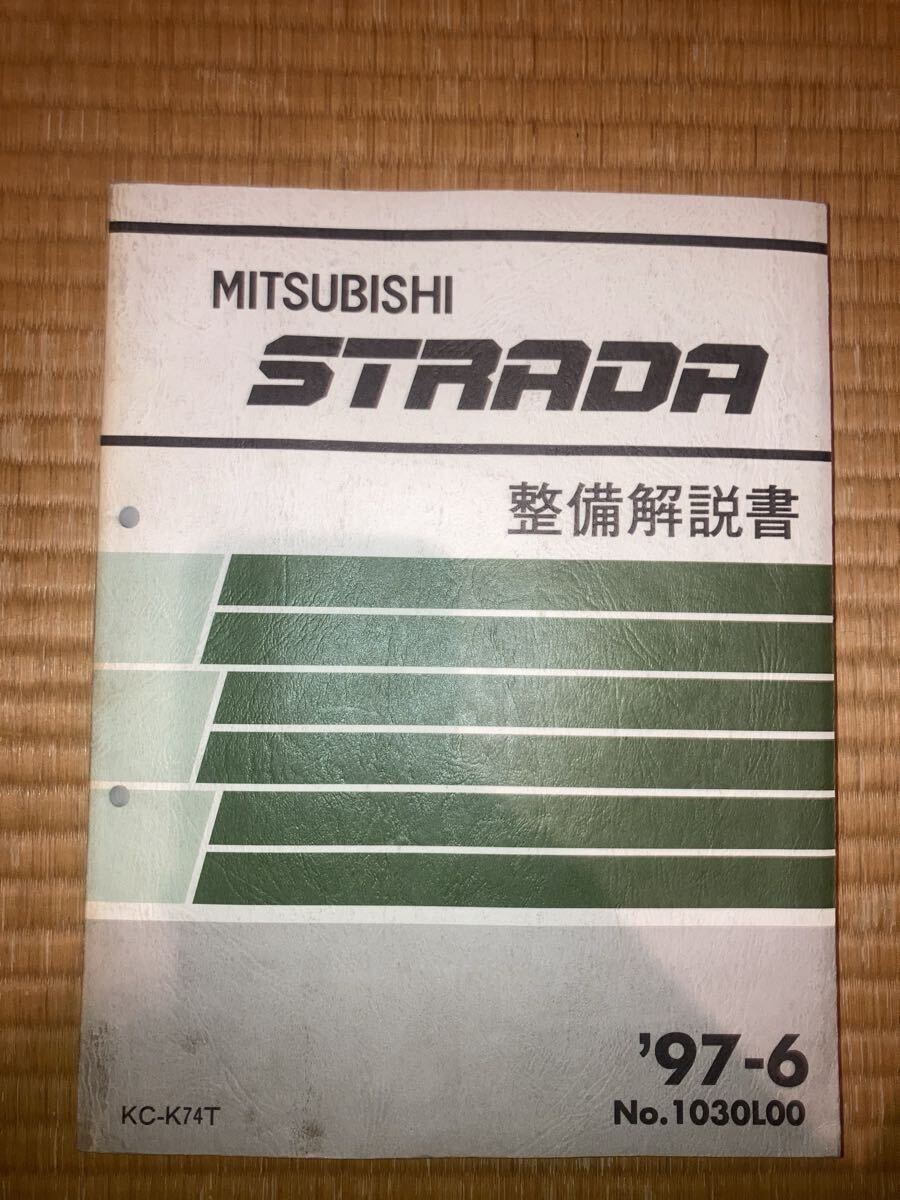 MITSUBISHI
STRADA
整備解説書
'97-6
No.1030L00
KC-K74T